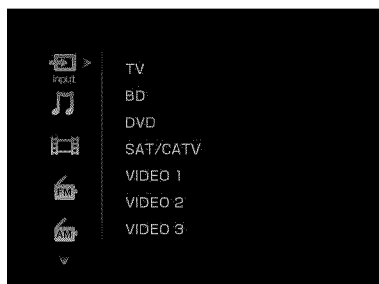 Input
TV
BD
DVD
SAT/CATV
VIDEO 1
FM
VIDEO 2
AM
VIDEO 3